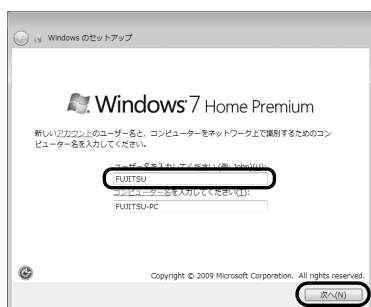 Windows のセットアップ
Windows 7 Home Premium
新しいアカウントのユーザー名と、コンピューターをネットワーク上で識別するためのコン
ピューター名を入力してください。
ユーザー名を入力してください (例: John)(U):
FUJITSU
コンピューター名を入力してください(T):
FUJITSU-PC
Copyright © 2009 Microsoft Corporation. All rights reserved.
次へ(N)